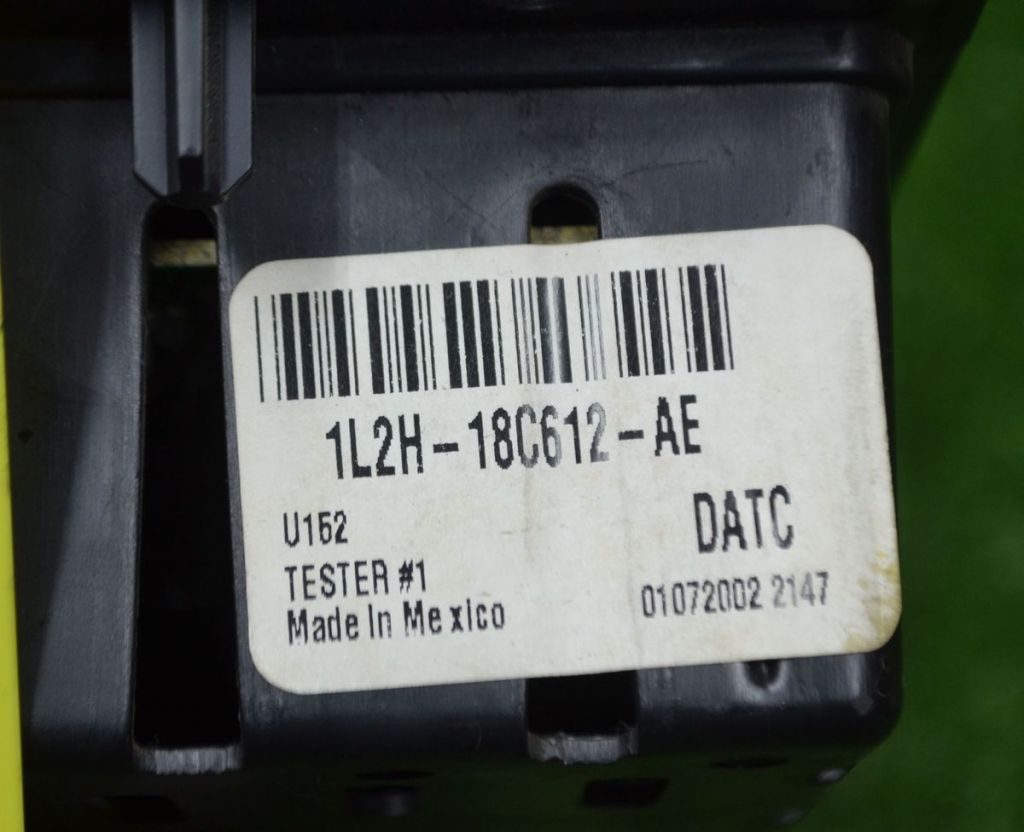 1L2H-18C612-AE
U152
DATC
TESTER #1
01072002 2147
Made In Mexico